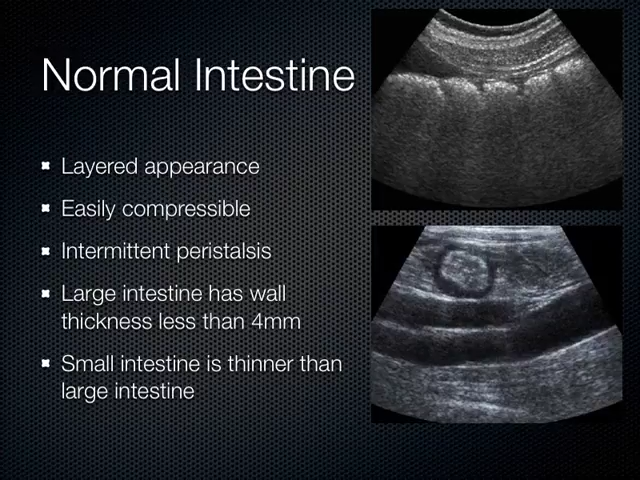 Normal Intestine
Layered appearance
Easily compressible
Intermittent peristalsis
Large intestine has wall
thickness less than 4mm
Small intestine is thinner than
large intestine